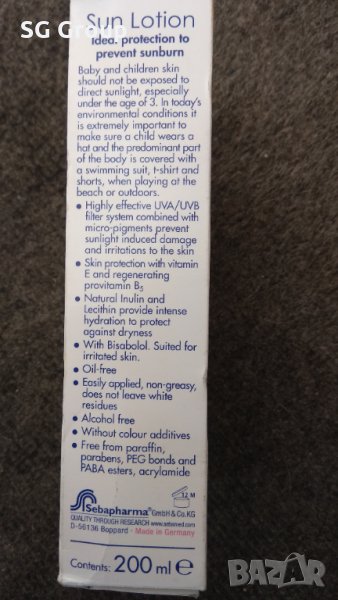 SG Group
Sun Lotion
Ideal protection to
prevent sunburn
Baby and children skin
should not be exposed to
direct sunlight, especially
under the age of 3. In today's
environmental conditions it
is extremely important to
make sure a child wears a
hat and the predominant part
of the body is covered with
a swimming suit, t-shirt and
shorts, when playing at the
beach or outdoors.
• Highly effective UVA/UVB
filter system combined with
micro-pigments prevent
sunlight induced damage
and irritations to the skin
• Skin protection with vitamin
E and regenerating
provitamin B5
• Natural Inulin and
Lecithin provide intense
hydration to protect
against dryness
• With Bisabolol. Suited for
irritated skin.
• Oil-free
• Easily applied, non-greasy,
does not leave white
residues
• Alcohol free
• Without colour additives
• Free from paraffin,
parabens, PEG bonds and
PABA esters, acrylamide
Sebapharma® GmbH & Co. KG
12 M
QUALITY THROUGH RESEARCH www.sebamed.com
D-56136 Boppard - Made in Germany
Contents: 200 ml e
BAZAR